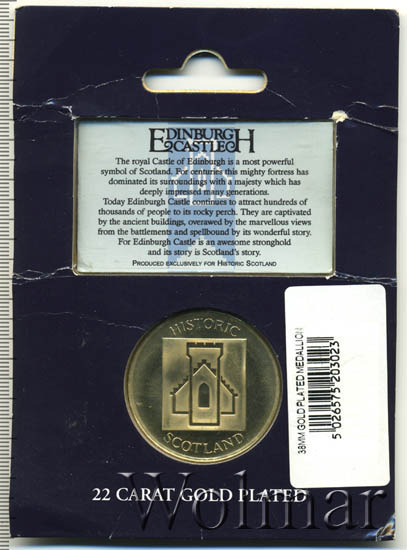 EDINBURGH
CASTLE
The royal Castle of Edinburgh is a most powerful
symbol of Scotland. For centuries this mighty fortress has
dominated its surroundings with a majesty which has
deeply impressed many generations.
Today Edinburgh Castle continues to attract hundreds of
thousands of people to its rocky perch. They are captivated
by the ancient buildings, overawed by the marvellous views
from the battlements and spellbound by its wonderful story.
For Edinburgh Castle is an awesome stronghold
and its story is Scotland's story.
PRODUCED EXCLUSIVELY FOR HISTORIC SCOTLAND
HISTORIC
SCOTLAND
38MM GOLD PLATED MEDALLION
5 026575 203023
22 CARAT GOLD PLATED
Wolmar